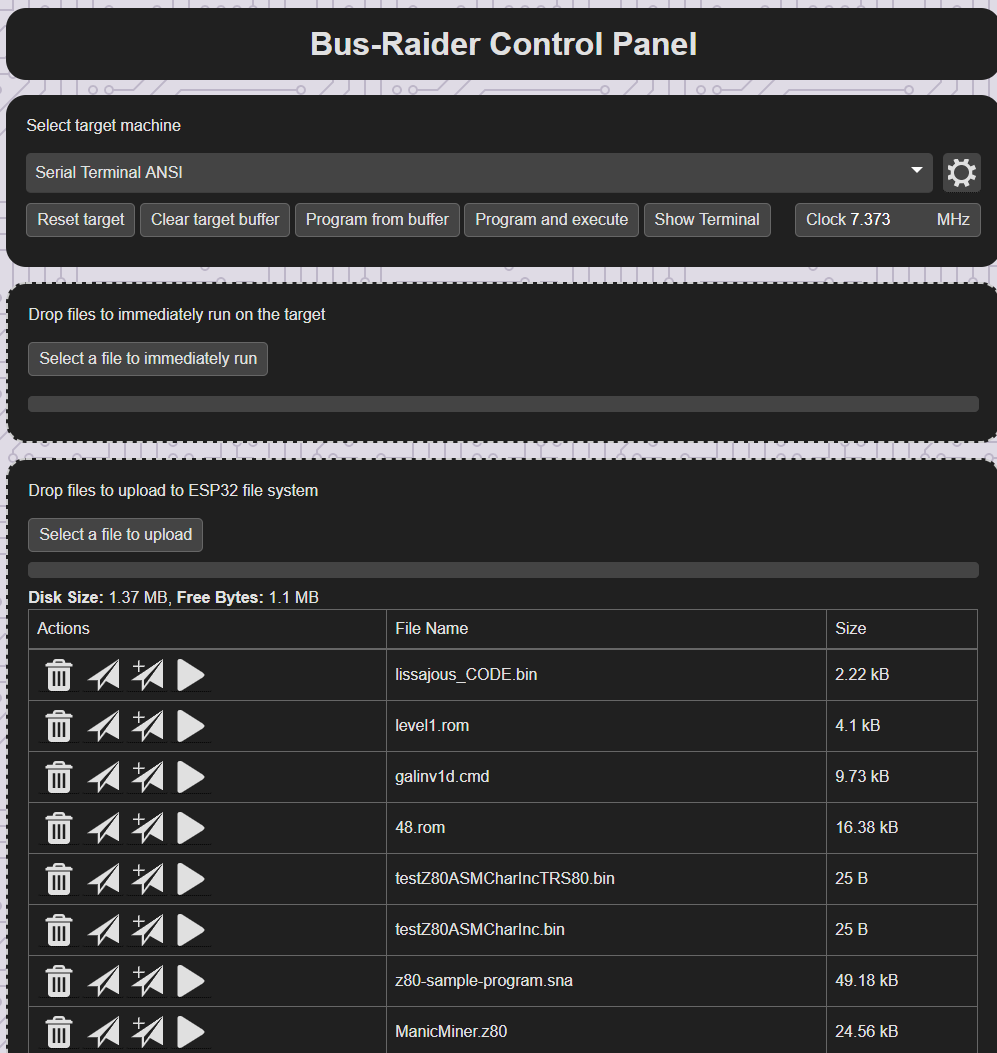 Bus-Raider Control Panel
Select target machine
Serial Terminal ANSI
Reset target Clear target buffer Program from buffer Program and execute Show Terminal Clock 7.373 MHz
Drop files to immediately run on the target
Select a file to immediately run
Drop files to upload to ESP32 file system
Select a file to upload
Disk Size: 1.37 MB, Free Bytes: 1.1 MB
Actions File Name Size
lissajous_CODE.bin 2.22 kB
level1.rom 4.1 kB
galinv1d.cmd 9.73 kB
48.rom 16.38 kB
testZ80ASMCharIncTRS80.bin 25 B
testZ80ASMCharInc.bin 25 B
z80-sample-program.sna 49.18 kB
ManicMiner.z80 24.56 kB